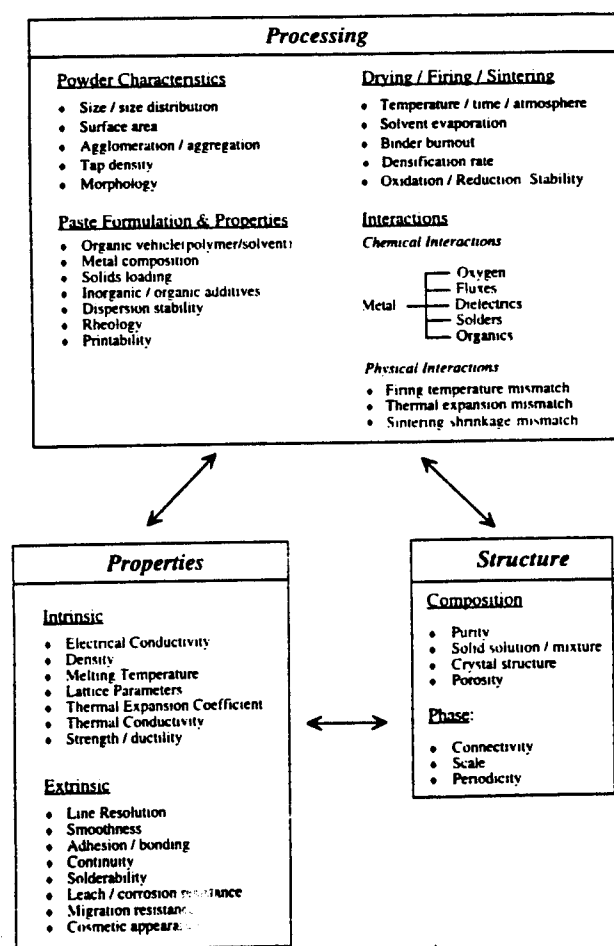 Processing
Powder Characteristics
♦ Size / size distribution
♦ Surface area
♦ Agglomeration / aggregation
♦ Tap density
♦ Morphology
Paste Formulation & Properties
♦ Organic vehicle(polymer/solvent)
♦ Metal composition
♦ Solids loading
♦ Inorganic / organic additives
♦ Dispersion stability
♦ Rheology
♦ Printability
Drying / Firing / Sintering
♦ Temperature / time / atmosphere
♦ Solvent evaporation
♦ Binder burnout
♦ Densification rate
♦ Oxidation / Reduction Stability
Interactions
Chemical Interactions
Metal
Oxygen
Fluxes
Dielectrics
Solders
Organics
Physical Interactions
♦ Firing temperature mismatch
♦ Thermal expansion mismatch
♦ Sintering shrinkage mismatch
Properties
Intrinsic
♦ Electrical Conductivity
♦ Density
♦ Melting Temperature
♦ Lattice Parameters
♦ Thermal Expansion Coefficient
♦ Thermal Conductivity
♦ Strength / ductility
Extrinsic
♦ Line Resolution
♦ Smoothness
♦ Adhesion / bonding
♦ Continuity
♦ Solderability
♦ Leach / corrosion resistance
♦ Migration resistance
♦ Cosmetic
Structure
Composition
♦ Purity
♦ Solid solution / mixture
♦ Crystal structure
♦ Porosity
Phase:
♦ Connectivity
♦ Scale
♦ Periodicity